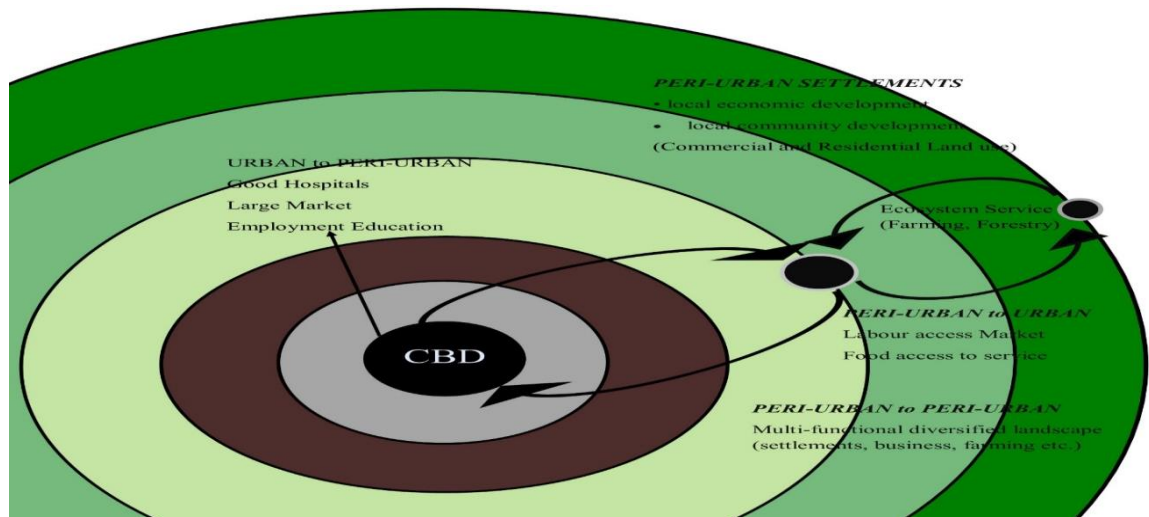 PERI-URBAN SETTLEMENTS
• local economic development
• local community development
(Commercial and Residential Land use)
URBAN to PERI-URBAN
Good Hospitals
Large Market
Employment Education
Ecosystem Service
(Farming, Forestry)
PERI-URBAN to URBAN
Labour access Market
Food access to service
CBD
PERI-URBAN to PERI-URBAN
Multi-functional diversified landscape
(settlements, business, farming etc.)